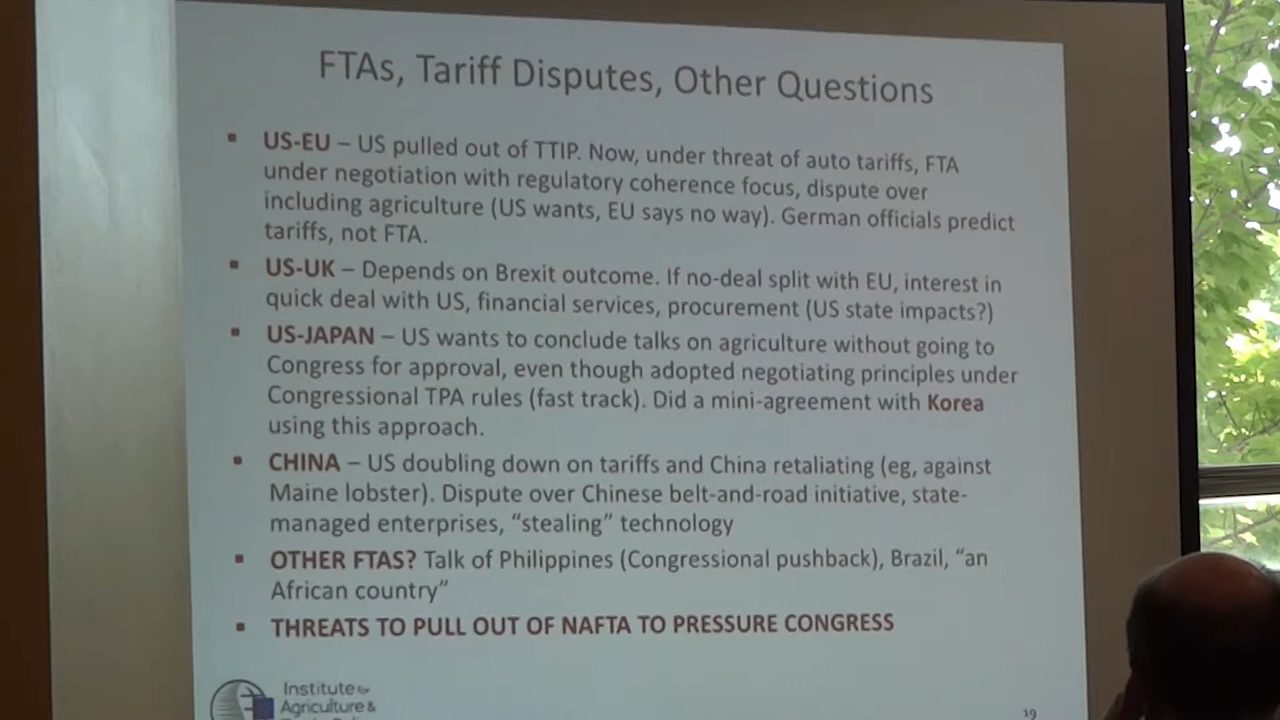 FTAs, Tariff Disputes, Other Questions
▪ US-EU – US pulled out of TTIP. Now, under threat of auto tariffs, FTA
under negotiation with regulatory coherence focus, dispute over
including agriculture (US wants, EU says no way). German officials predict
tariffs, not FTA.
▪ US-UK – Depends on Brexit outcome. If no-deal split with EU, interest in
quick deal with US, financial services, procurement (US state impacts?)
▪ US-JAPAN – US wants to conclude talks on agriculture without going to
Congress for approval, even though adopted negotiating principles under
Congressional TPA rules (fast track). Did a mini-agreement with Korea
using this approach.
▪ CHINA – US doubling down on tariffs and China retaliating (eg, against
Maine lobster). Dispute over Chinese belt-and-road initiative, state-
managed enterprises, “stealing” technology
▪ OTHER FTAS? Talk of Philippines (Congressional pushback), Brazil, “an
African country”
▪ THREATS TO PULL OUT OF NAFTA TO PRESSURE CONGRESS
Institute for
Agriculture &
19